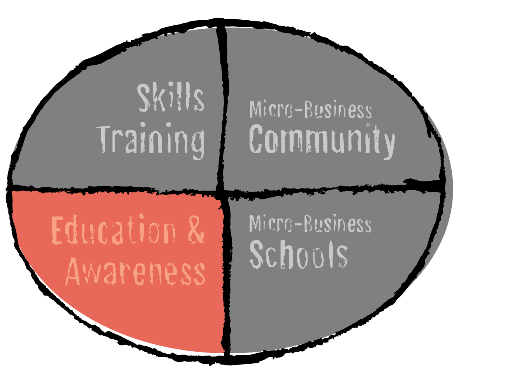 Skills
Training
Micro-Business
Community
Education &
Awareness
Micro-Business
Schools